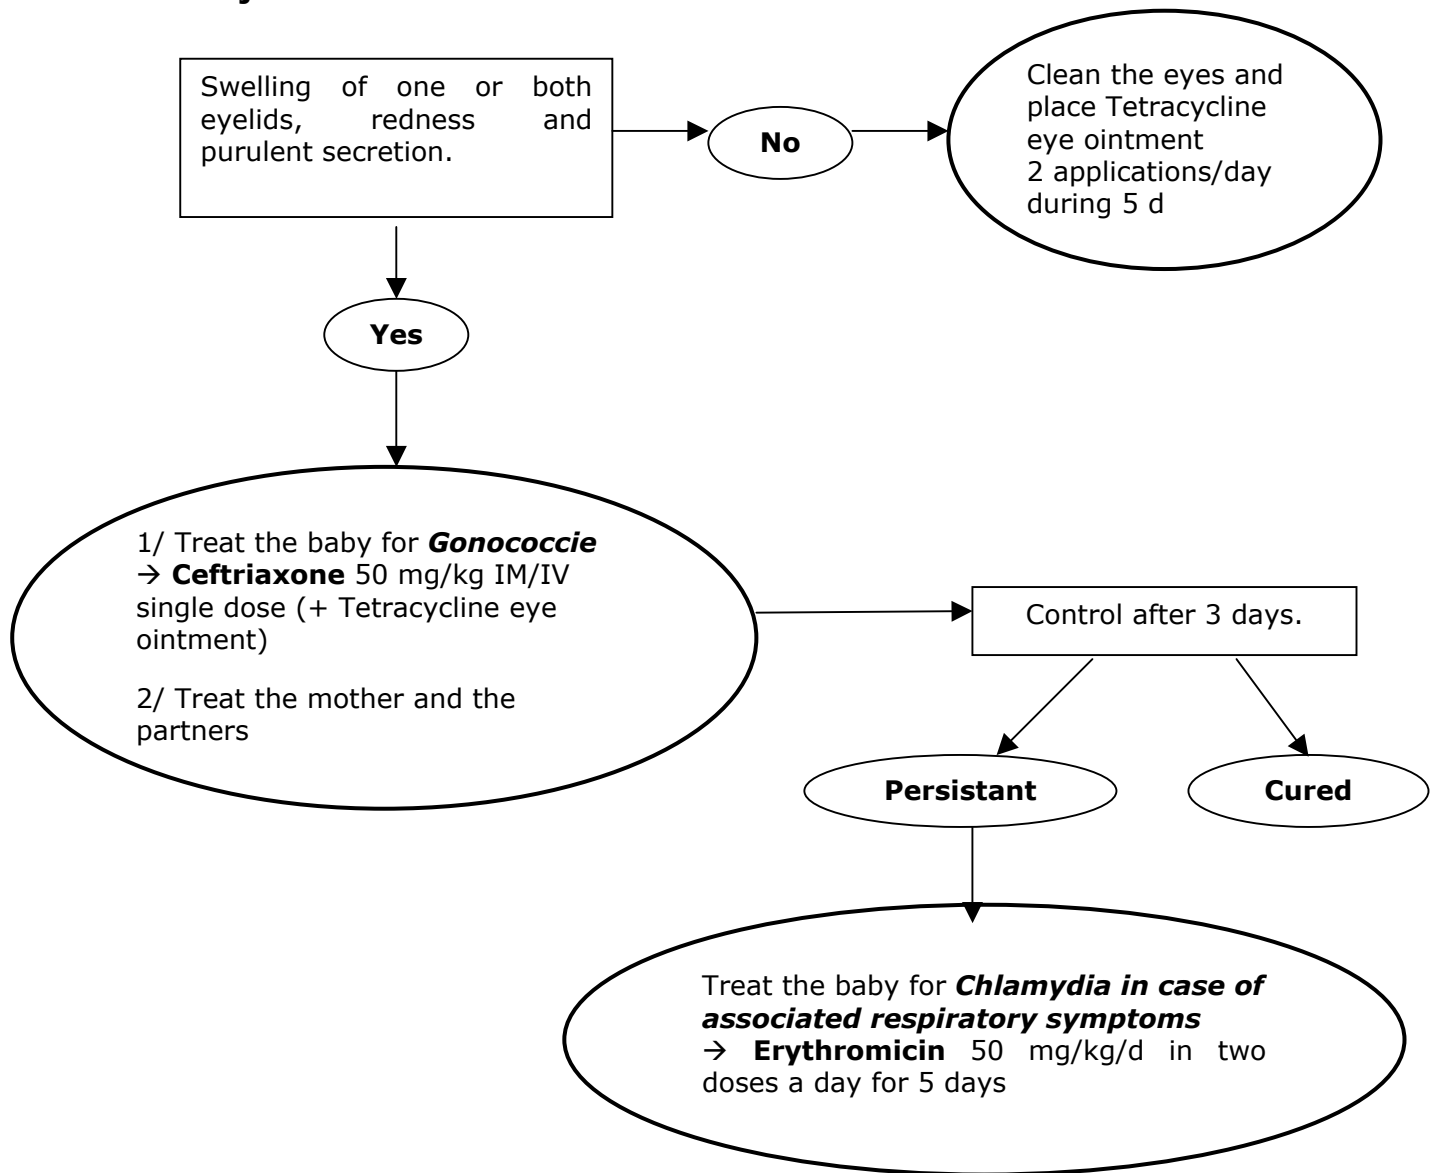 Swelling of one or both
eyelids, redness and
purulent secretion.
No
Clean the eyes and
place Tetracycline
eye ointment
2 applications/day
during 5 d
Yes
1/ Treat the baby for Gonococcie
→ Ceftriaxone 50 mg/kg IM/IV
single dose (+ Tetracycline eye
ointment)
2/ Treat the mother and the
partners
Control after 3 days.
Persistant
Cured
Treat the baby for Chlamydia in case of
associated respiratory symptoms
→ Erythromicin 50 mg/kg/d in two
doses a day for 5 days